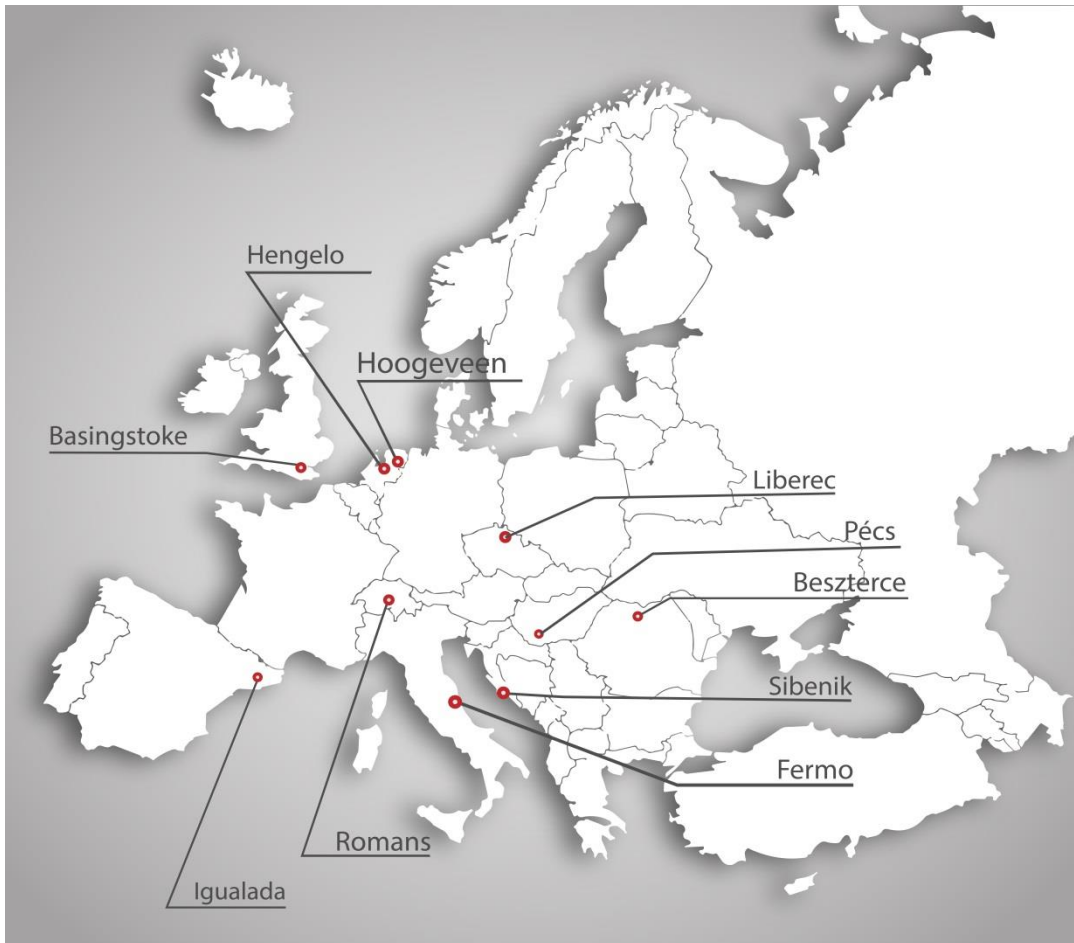 Hengelo
Hoogeveen
Basingstoke
Liberec
Pécs
Beszterce
Sibenik
Fermo
Romans
Igualada